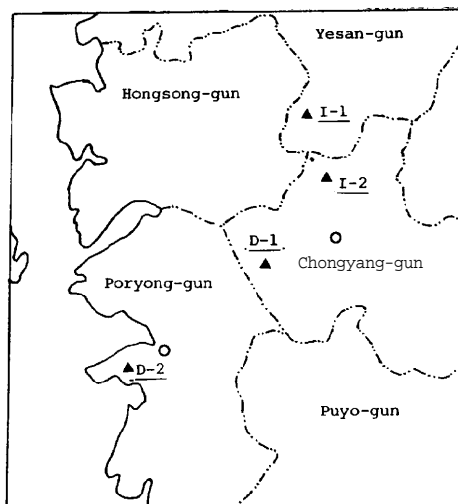 Yesan-gun
Hongsong-gun
I-1
I-2
D-1
Chongyang-gun
Poryong-gun
D-2
Puyo-gun